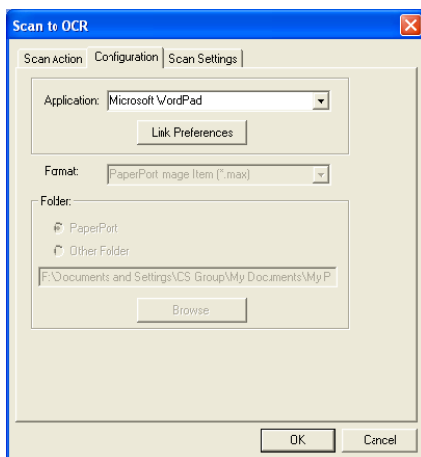 Scan to OCR
Scan Action Configuration Scan Settings
Application: Microsoft WordPad
Link Preferences
Format: PaperPort mage Item (*.max)
Folder:
PaperPort
Other Folder
F:\Documents and Settings\CS Group\My Documents\My P
Browse
OK Cancel